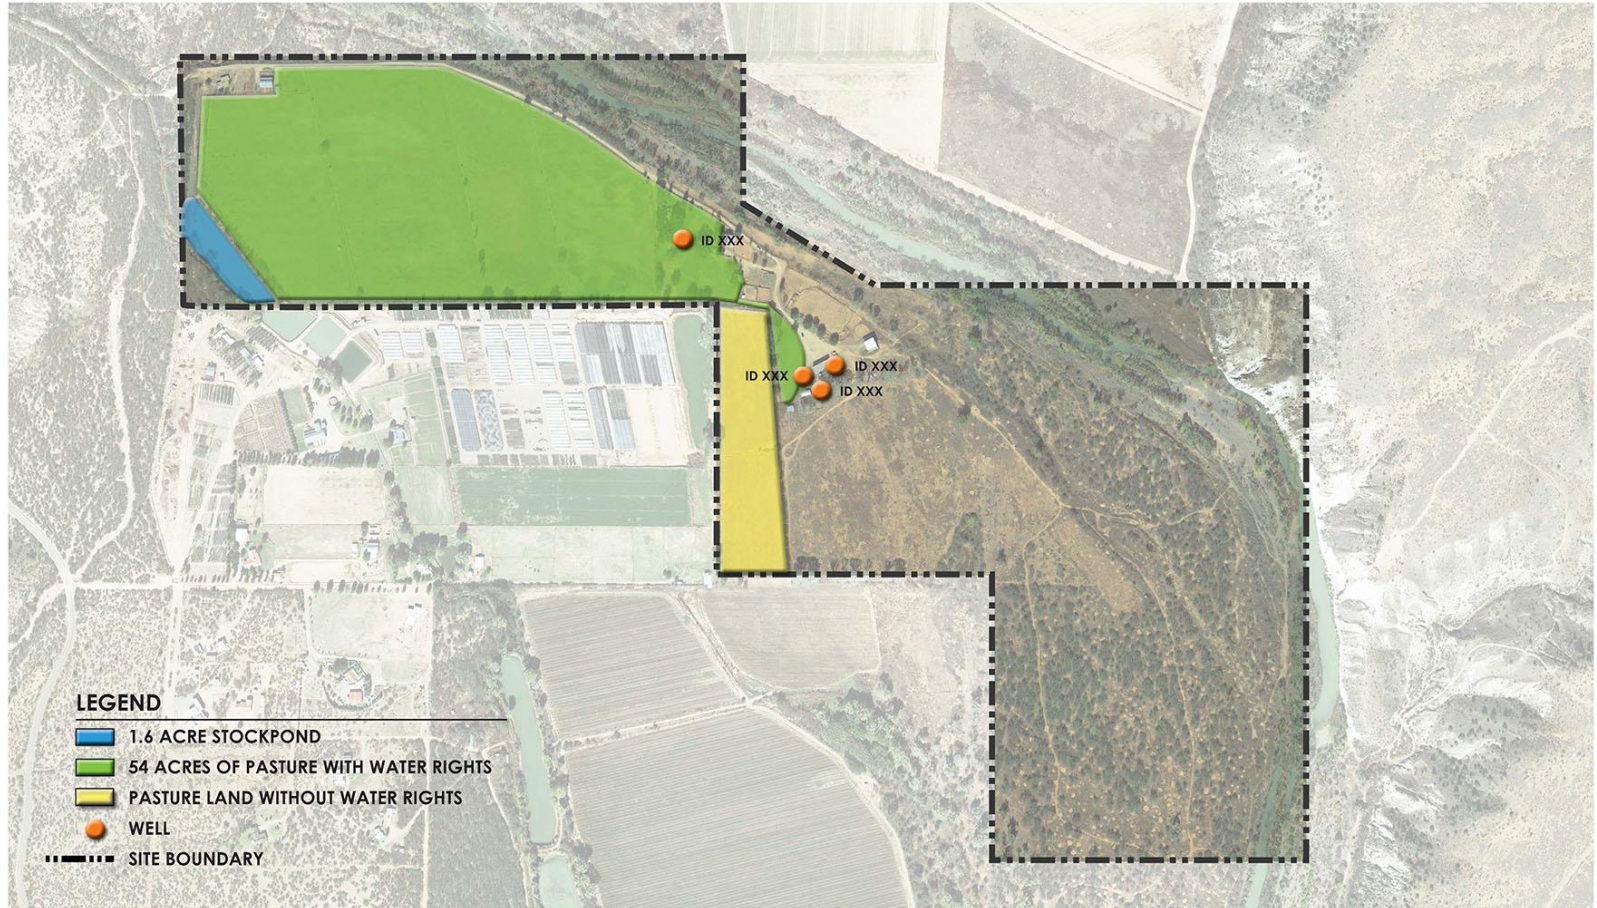 ID XXX
ID XXX
ID XXX
ID XXX
LEGEND
1.6 ACRE STOCKPOND
54 ACRES OF PASTURE WITH WATER RIGHTS
PASTURE LAND WITHOUT WATER RIGHTS
WELL
SITE BOUNDARY